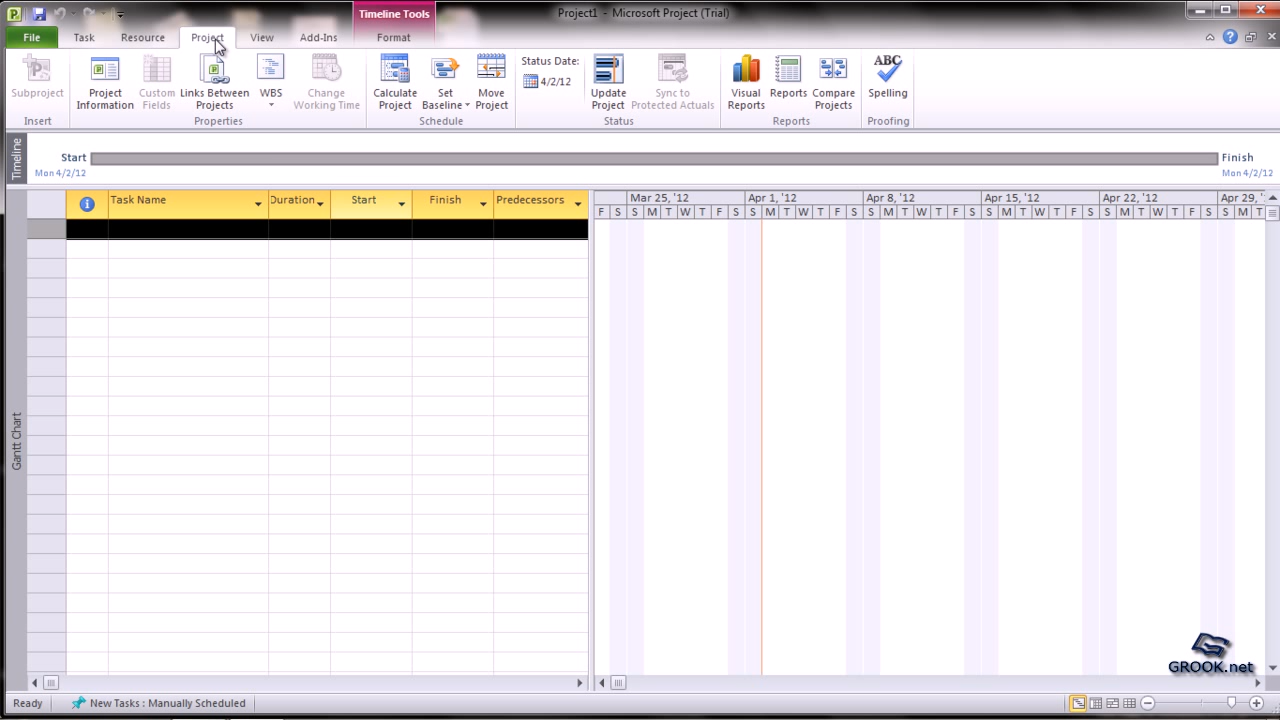 Timeline Tools
Project1 - Microsoft Project (Trial)
File Task Resource Project View Add-Ins Format
Subproject
Project Information
Custom Fields
Links Between Projects
WBS
Change Working Time
Calculate Project
Set Baseline
Move Project
Status Date:
4/2/12
Update Project
Sync to Protected Actuals
Visual Reports
Reports
Compare Projects
ABC
Spelling
Insert Properties Schedule Status Reports Proofing
Timeline
Start
Mon 4/2/12
Finish
Mon 4/2/12
Gantt Chart
Task Name Duration Start Finish Predecessors
Mar 25, '12 Apr 1, '12 Apr 8, '12 Apr 15, '12 Apr 22, '12 Apr 29, '
F S S M T W T F S S M T W T F S S M T W T F S S M T W T F S S M T W T F S S M T
GROOK.net
Ready New Tasks : Manually Scheduled